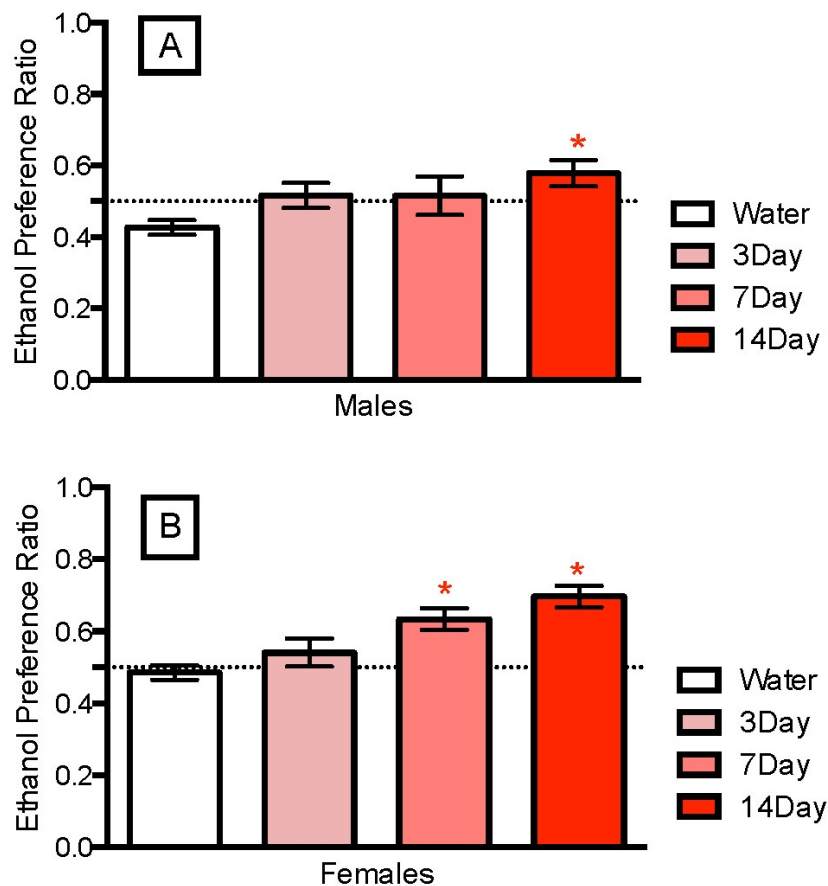 A
Ethanol Preference Ratio
1.0
0.8
0.6
0.4
0.2
0.0
*
Males
Water
3Day
7Day
14Day
B
Ethanol Preference Ratio
1.0
0.8
0.6
0.4
0.2
0.0
*
*
Females
Water
3Day
7Day
14Day